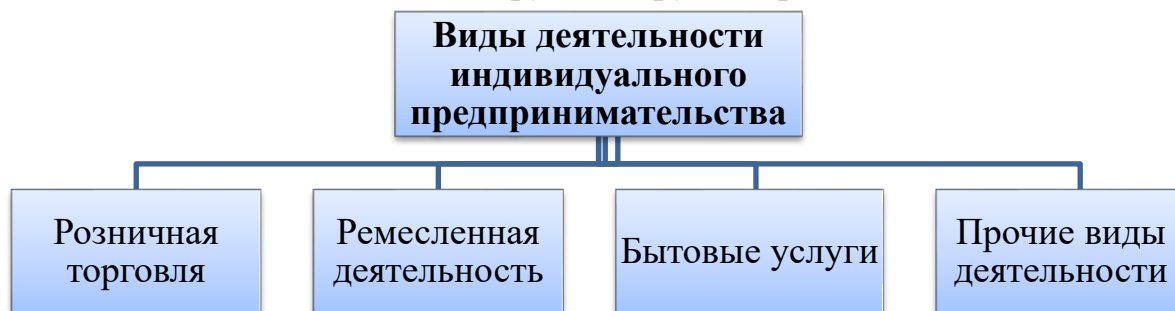 Виды деятельности
индивидуального
предпринимательства
Розничная
торговля
Ремесленная
деятельность
Бытовые услуги
Прочие виды
деятельности